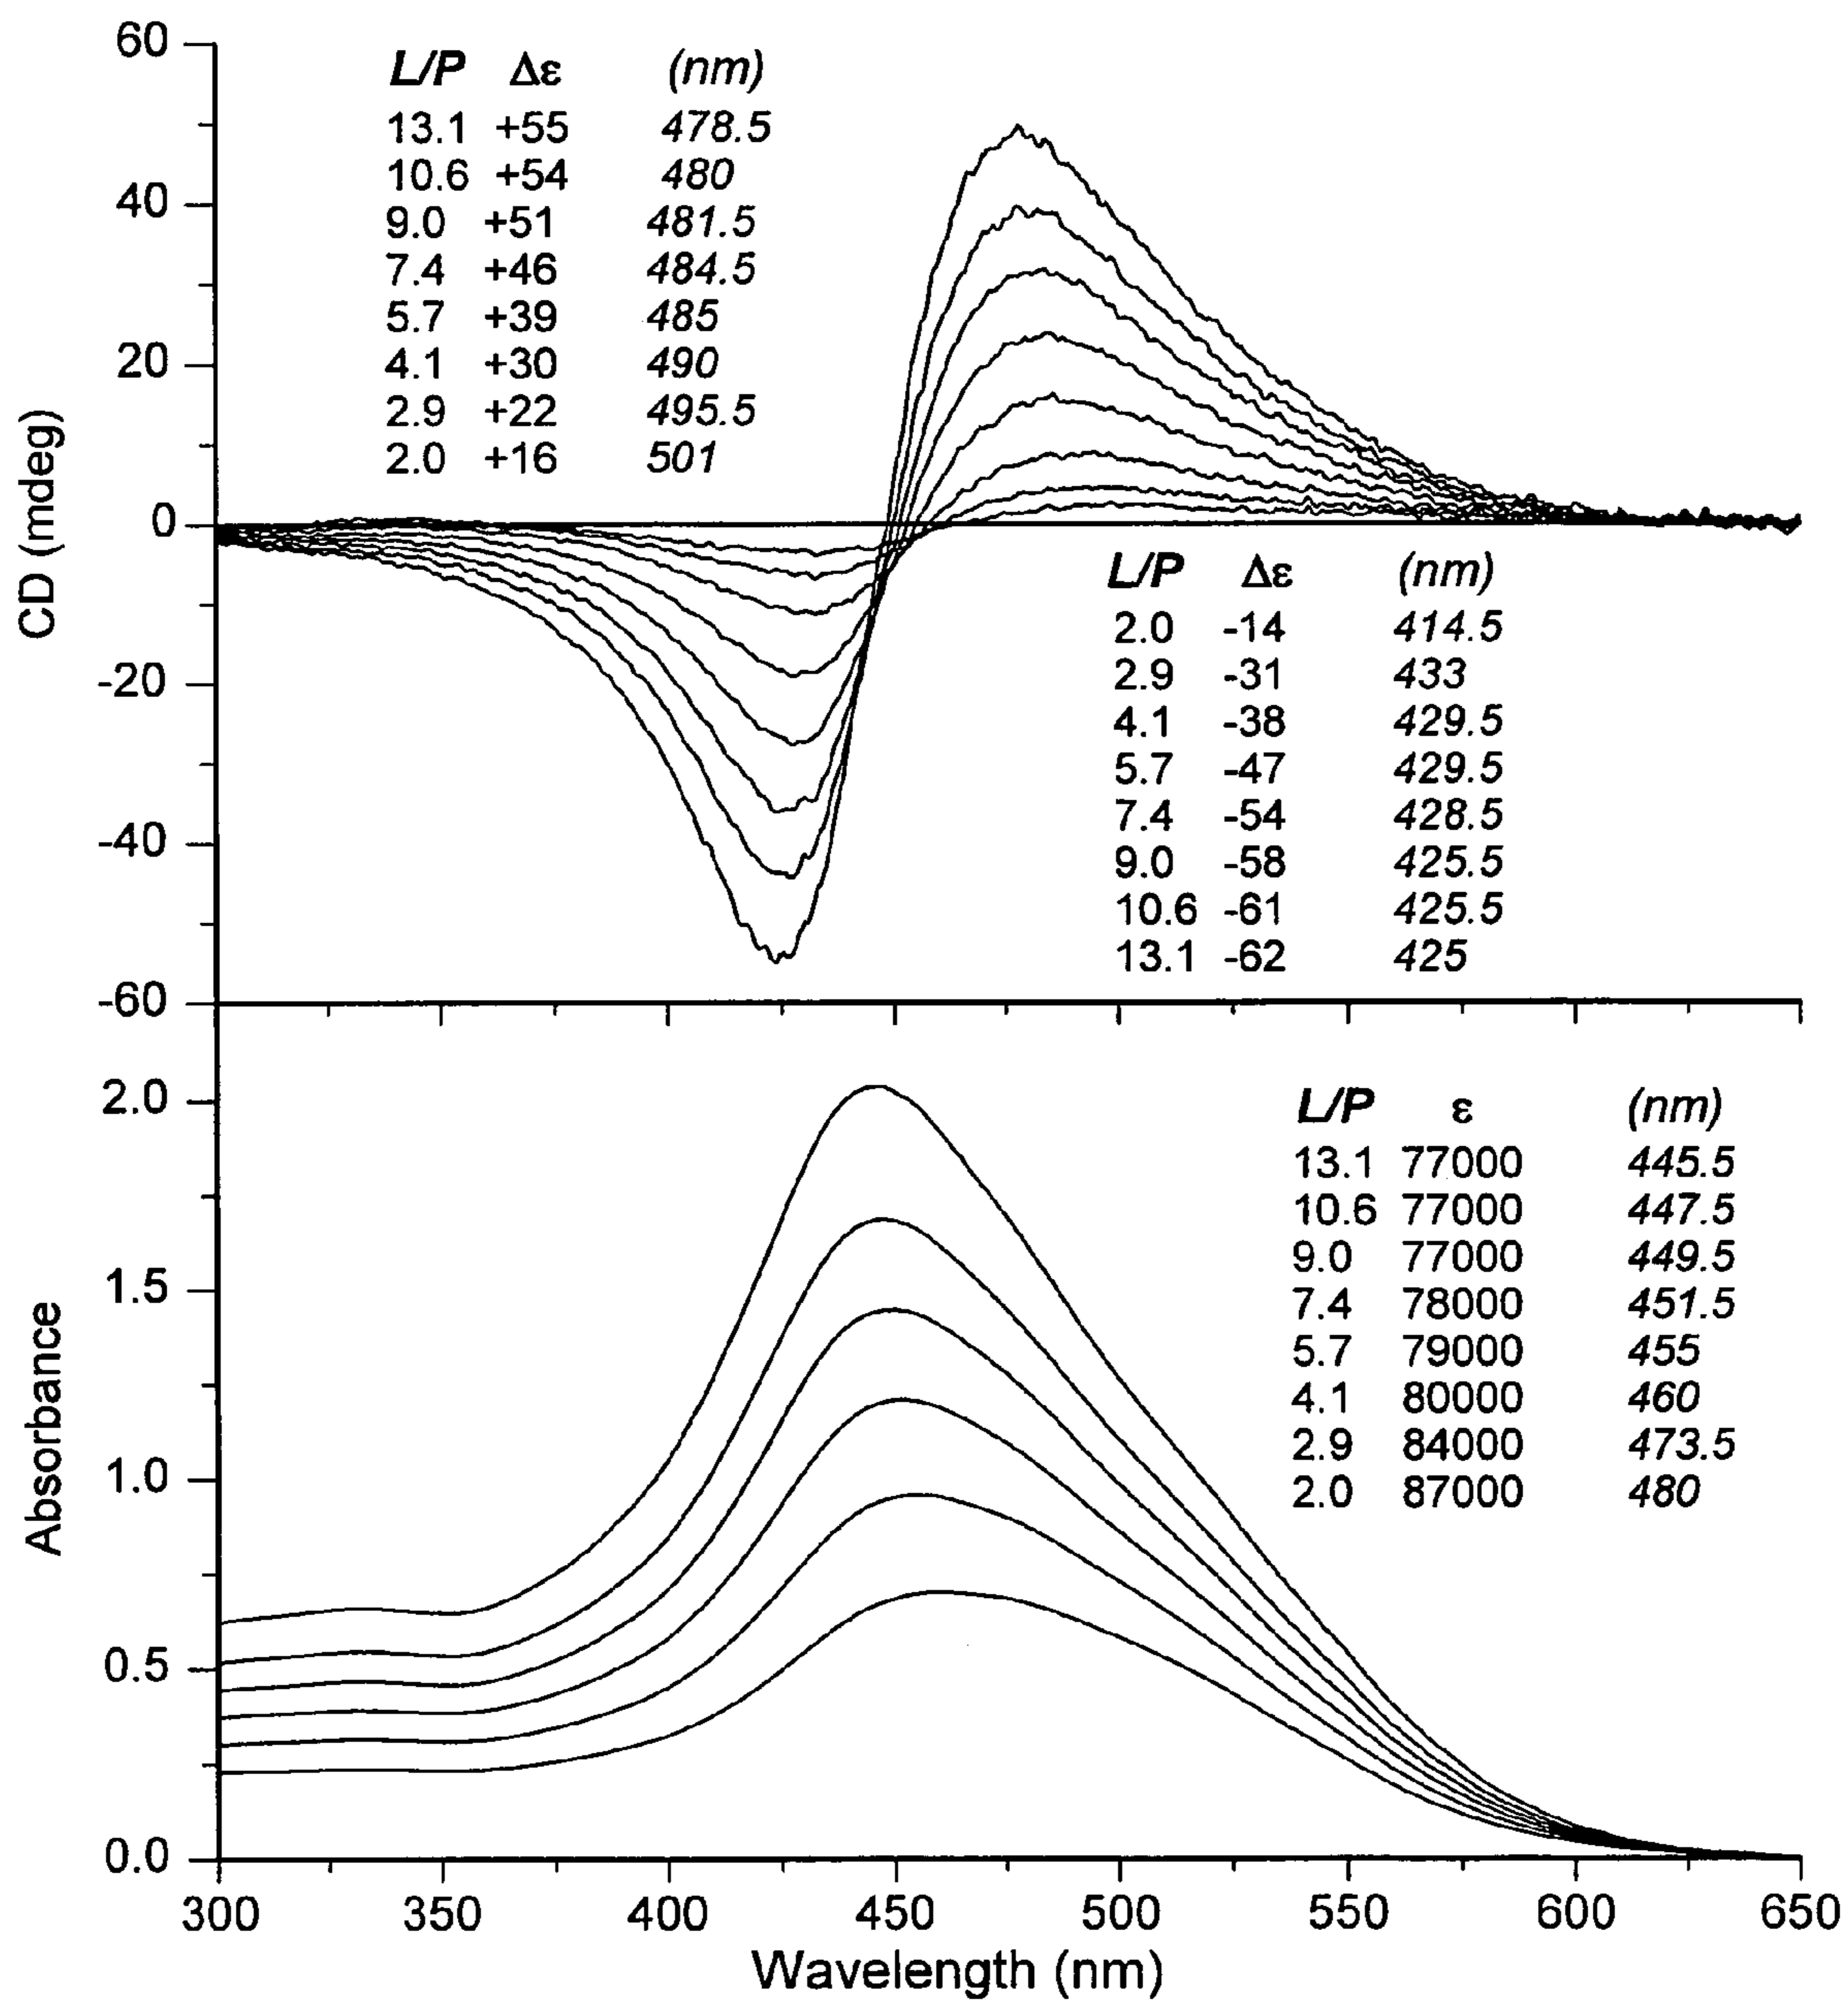 60
40
20
0
-20
-40
-60
CD (mdeg)
L/P Δε (nm)
13.1 +55 478.5
10.6 +54 480
9.0 +51 481.5
7.4 +46 484.5
5.7 +39 485
4.1 +30 490
2.9 +22 495.5
2.0 +16 501
L/P Δε (nm)
2.0 -14 414.5
2.9 -31 433
4.1 -38 429.5
5.7 -47 429.5
7.4 -54 428.5
9.0 -58 425.5
10.6 -61 425.5
13.1 -62 425
2.0
1.5
1.0
0.5
0.0
Absorbance
L/P ε (nm)
13.1 77000 445.5
10.6 77000 447.5
9.0 77000 449.5
7.4 78000 451.5
5.7 79000 455
4.1 80000 460
2.9 84000 473.5
2.0 87000 480
300 350 400 450 500 550 600 650
Wavelength (nm)